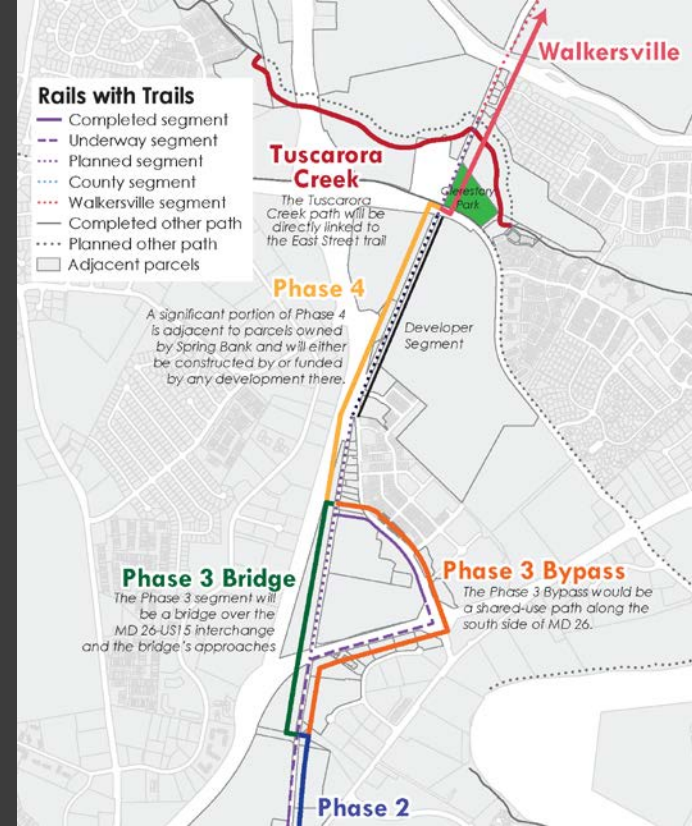 Walkersville
Rails with Trails
Completed segment
Underway segment
Planned segment
County segment
Walkersville segment
Completed other path
Planned other path
Adjacent parcels
Tuscarora
Creek
The Tuscarora
Creek path will be
directly linked to
the East Street trail
Clerestory
Park
Phase 4
A significant portion of Phase 4
is adjacent to parcels owned
by Spring Bank and will either
be constructed by or funded
by any development there.
Developer
Segment
Phase 3 Bridge
The Phase 3 segment will
be a bridge over the
MD 26-US15 interchange
and the bridge's approaches
Phase 3 Bypass
The Phase 3 Bypass would be
a shared-use path along the
south side of MD 26.
Phase 2